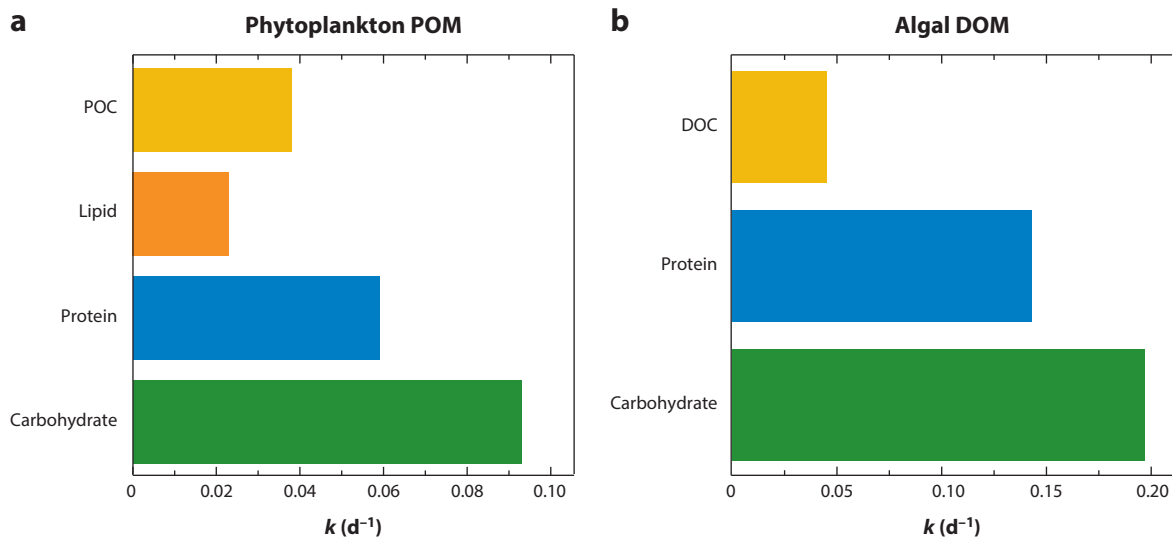 a
Phytoplankton POM
POC
Lipid
Protein
Carbohydrate
0
0.02
0.04
0.06
0.08
0.10
k (d⁻¹)
b
Algal DOM
DOC
Protein
Carbohydrate
0
0.05
0.10
0.15
0.20
k (d⁻¹)